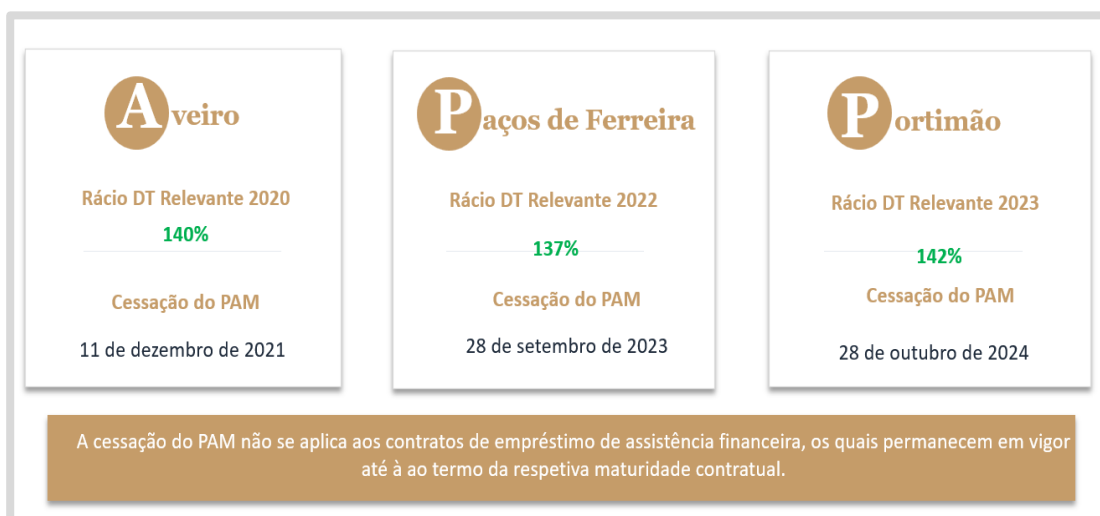 Aveiro
Rácio DT Relevante 2020
140%
Cessação do PAM
11 de dezembro de 2021
Paços de Ferreira
Rácio DT Relevante 2022
137%
Cessação do PAM
28 de setembro de 2023
Portimão
Rácio DT Relevante 2023
142%
Cessação do PAM
28 de outubro de 2024
A cessação do PAM não se aplica aos contratos de empréstimo de assistência financeira, os quais permanecem em vigor
até à ao termo da respetiva maturidade contratual.